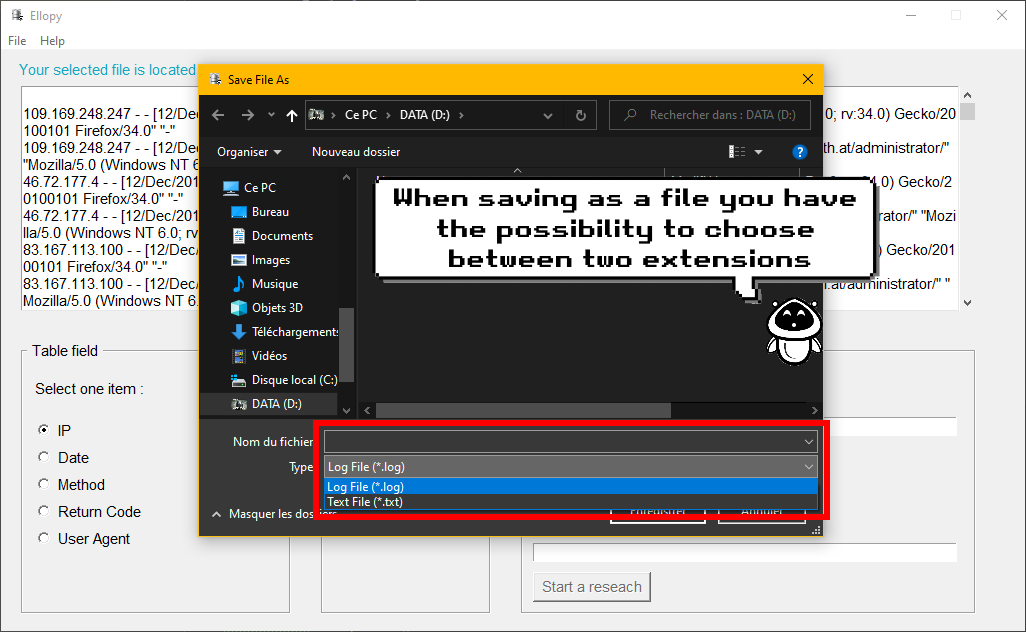 Ellopy
File Help
Your selected file is located
Save File As
Ce PC > DATA (D:) >
Rechercher dans : DATA (D:)
Organiser
Nouveau dossier
109.169.248.247 - - [12/Dec
0; rv:34.0) Gecko/20
100101 Firefox/34.0" "-"
109.169.248.247 - - [12/Dec
th.at/administrator/"
"Mozilla/5.0 (Windows NT 6
46.72.177.4 - - [12/Dec/201
4.0) Gecko/2
0100101 Firefox/34.0" "-"
46.72.177.4 - - [12/Dec/201
trator/" "Mozi
lla/5.0 (Windows NT 6.0; rv
83.167.113.100 - - [12/Dec/
Gecko/201
00101 Firefox/34.0" "-"
83.167.113.100 - - [12/Dec/
h.at/administrator/" "
Mozilla/5.0 (Windows NT 6.
Ce PC
Bureau
Documents
Images
Musique
Objets 3D
Téléchargements
Vidéos
Disque local (C:)
DATA (D:)
When saving as a file you have
the possibility to choose
between two extensions
Nom du fichier
Type
Log File (*.log)
Log File (*.log)
Text File (*.txt)
Masquer les dossiers
Enregistrer
Annuler
Table field
Select one item :
IP
Date
Method
Return Code
User Agent
Start a reseach